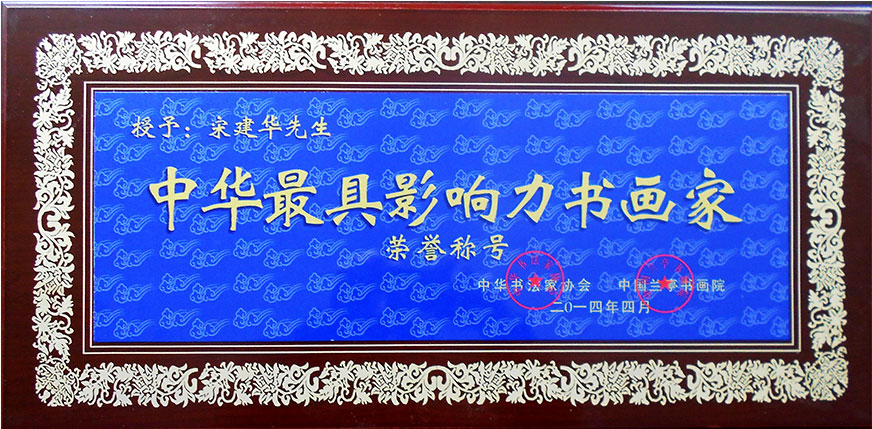 授予：宋建华先生
中华最具影响力书画家
荣誉称号
中华书法家协会 中国兰亭书画院
二0一四年四月